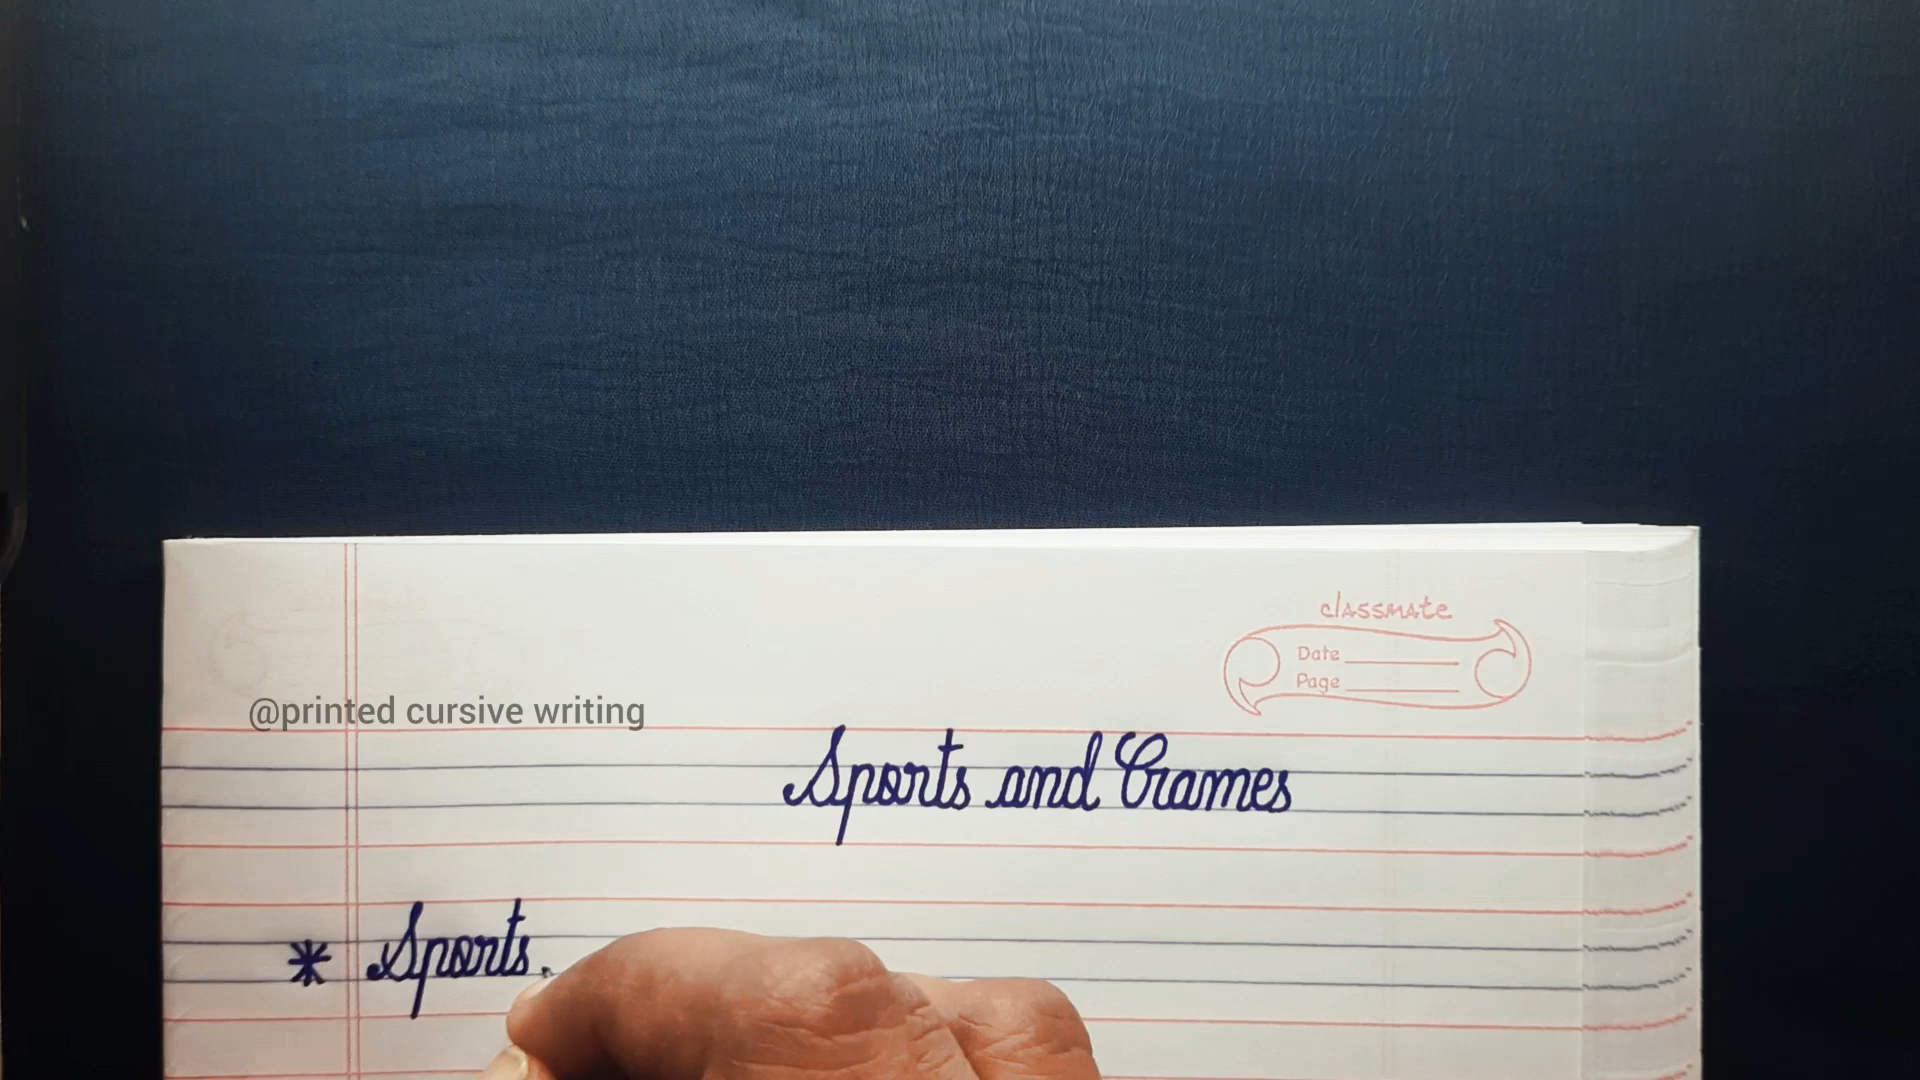 classmate
Date
Page
@printed cursive writing
Sports and Games
* Sports